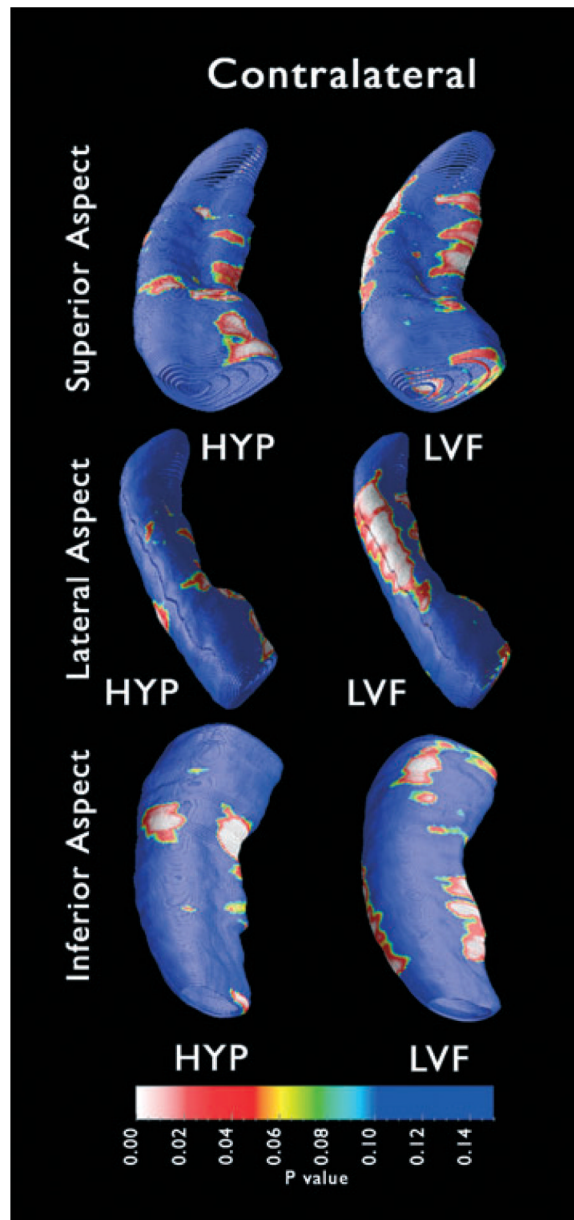 Contralateral
Superior Aspect
HYP LVF
Lateral Aspect
HYP LVF
Inferior Aspect
HYP LVF
0.00 0.02 0.04 0.06 0.08 0.10 0.12 0.14
P value